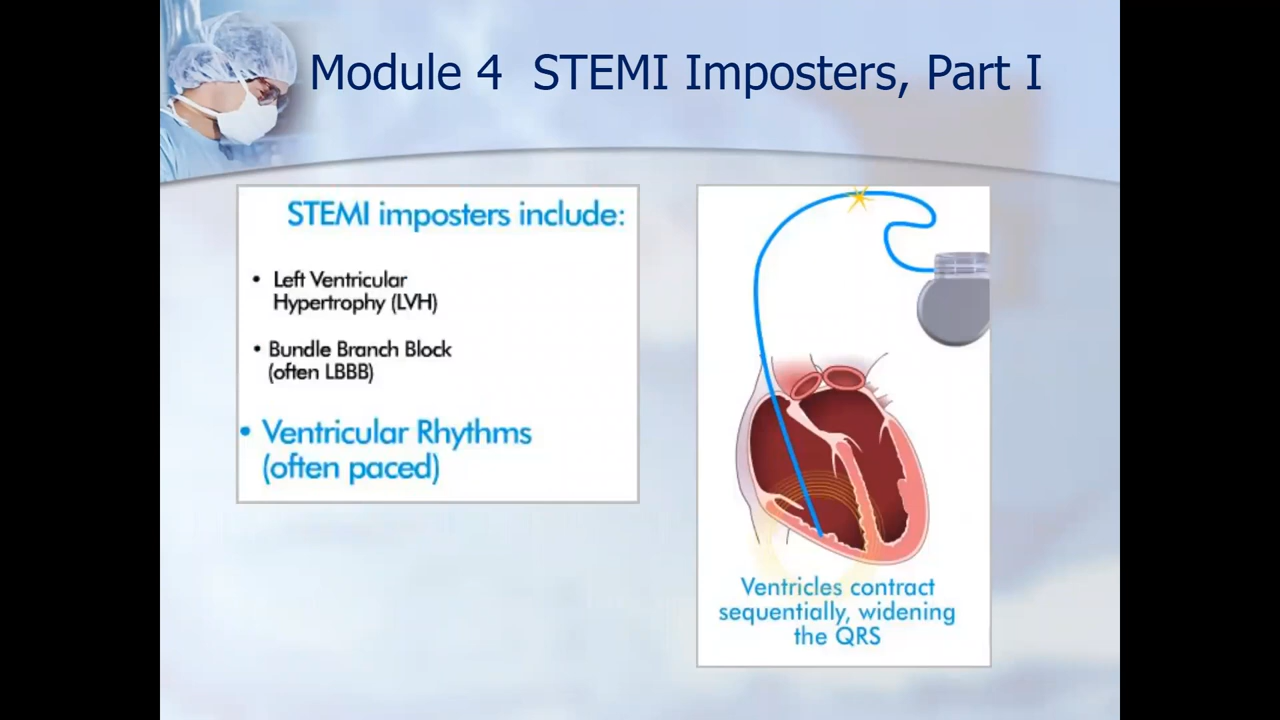 Module 4  STEMI Imposters, Part I
STEMI imposters include:
• Left Ventricular
Hypertrophy (LVH)
• Bundle Branch Block
(often LBBB)
• Ventricular Rhythms
(often paced)
Ventricles contract
sequentially, widening
the QRS